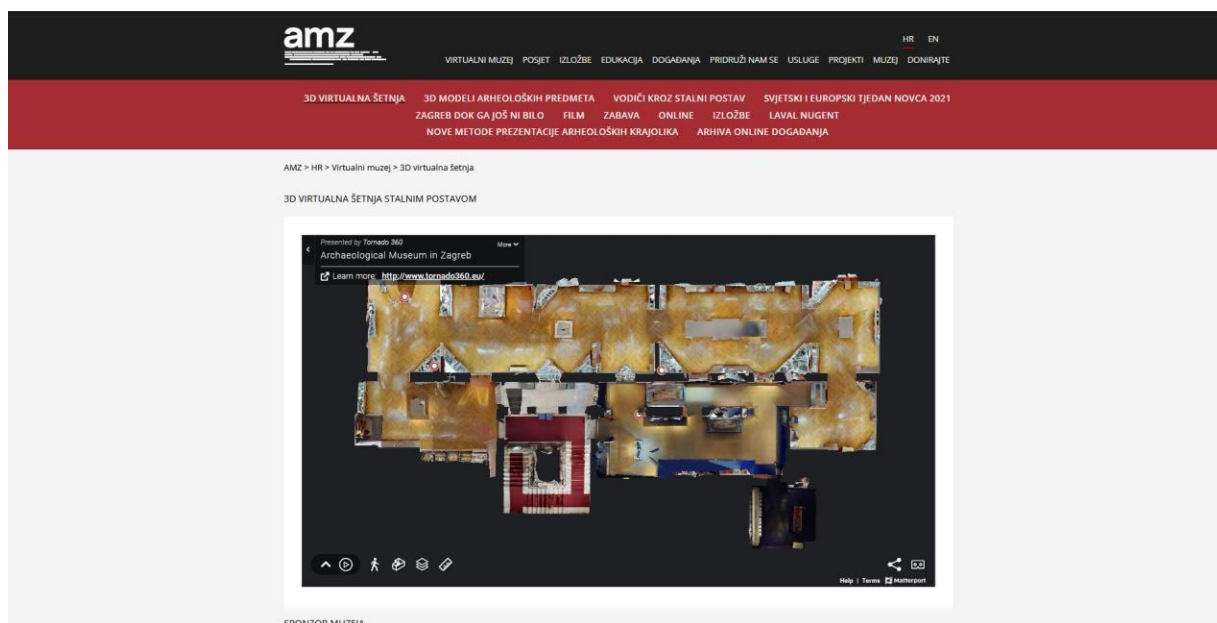 amz
HR EN
VIRTUALNI MUZEJ POSJET IZLOŽBE EDUKACIJA DOGAĐANJA PRIDRUŽI NAM SE USLUGE PROJEKTI MUZEJ DONIRAJTE
3D VIRTUALNA ŠETNJA 3D MODELI ARHEOLOŠKIH PREDMETA VODIČI KROZ STALNI POSTAV SVJETSKI I EUROPSKI TJEDAN NOVCA 2021
ZAGREB DOK GA JOŠ NI BILO FILM ZABAVA ONLINE IZLOŽBE LAVAL NUGENT
NOVE METODE PREZENTACIJE ARHEOLOŠKIH KRAJOLIKA ARHIVA ONLINE DOGAĐANJA
AMZ > HR > Virtualni muzej > 3D virtualna šetnja
3D VIRTUALNA ŠETNJA STALNIM POSTAVOM
Presented by Tornado 360 More
Archaeological Museum in Zagreb
Learn more: http://www.tornado360.eu/
Help | Terms Matterport
SPONZOR MUZEJA